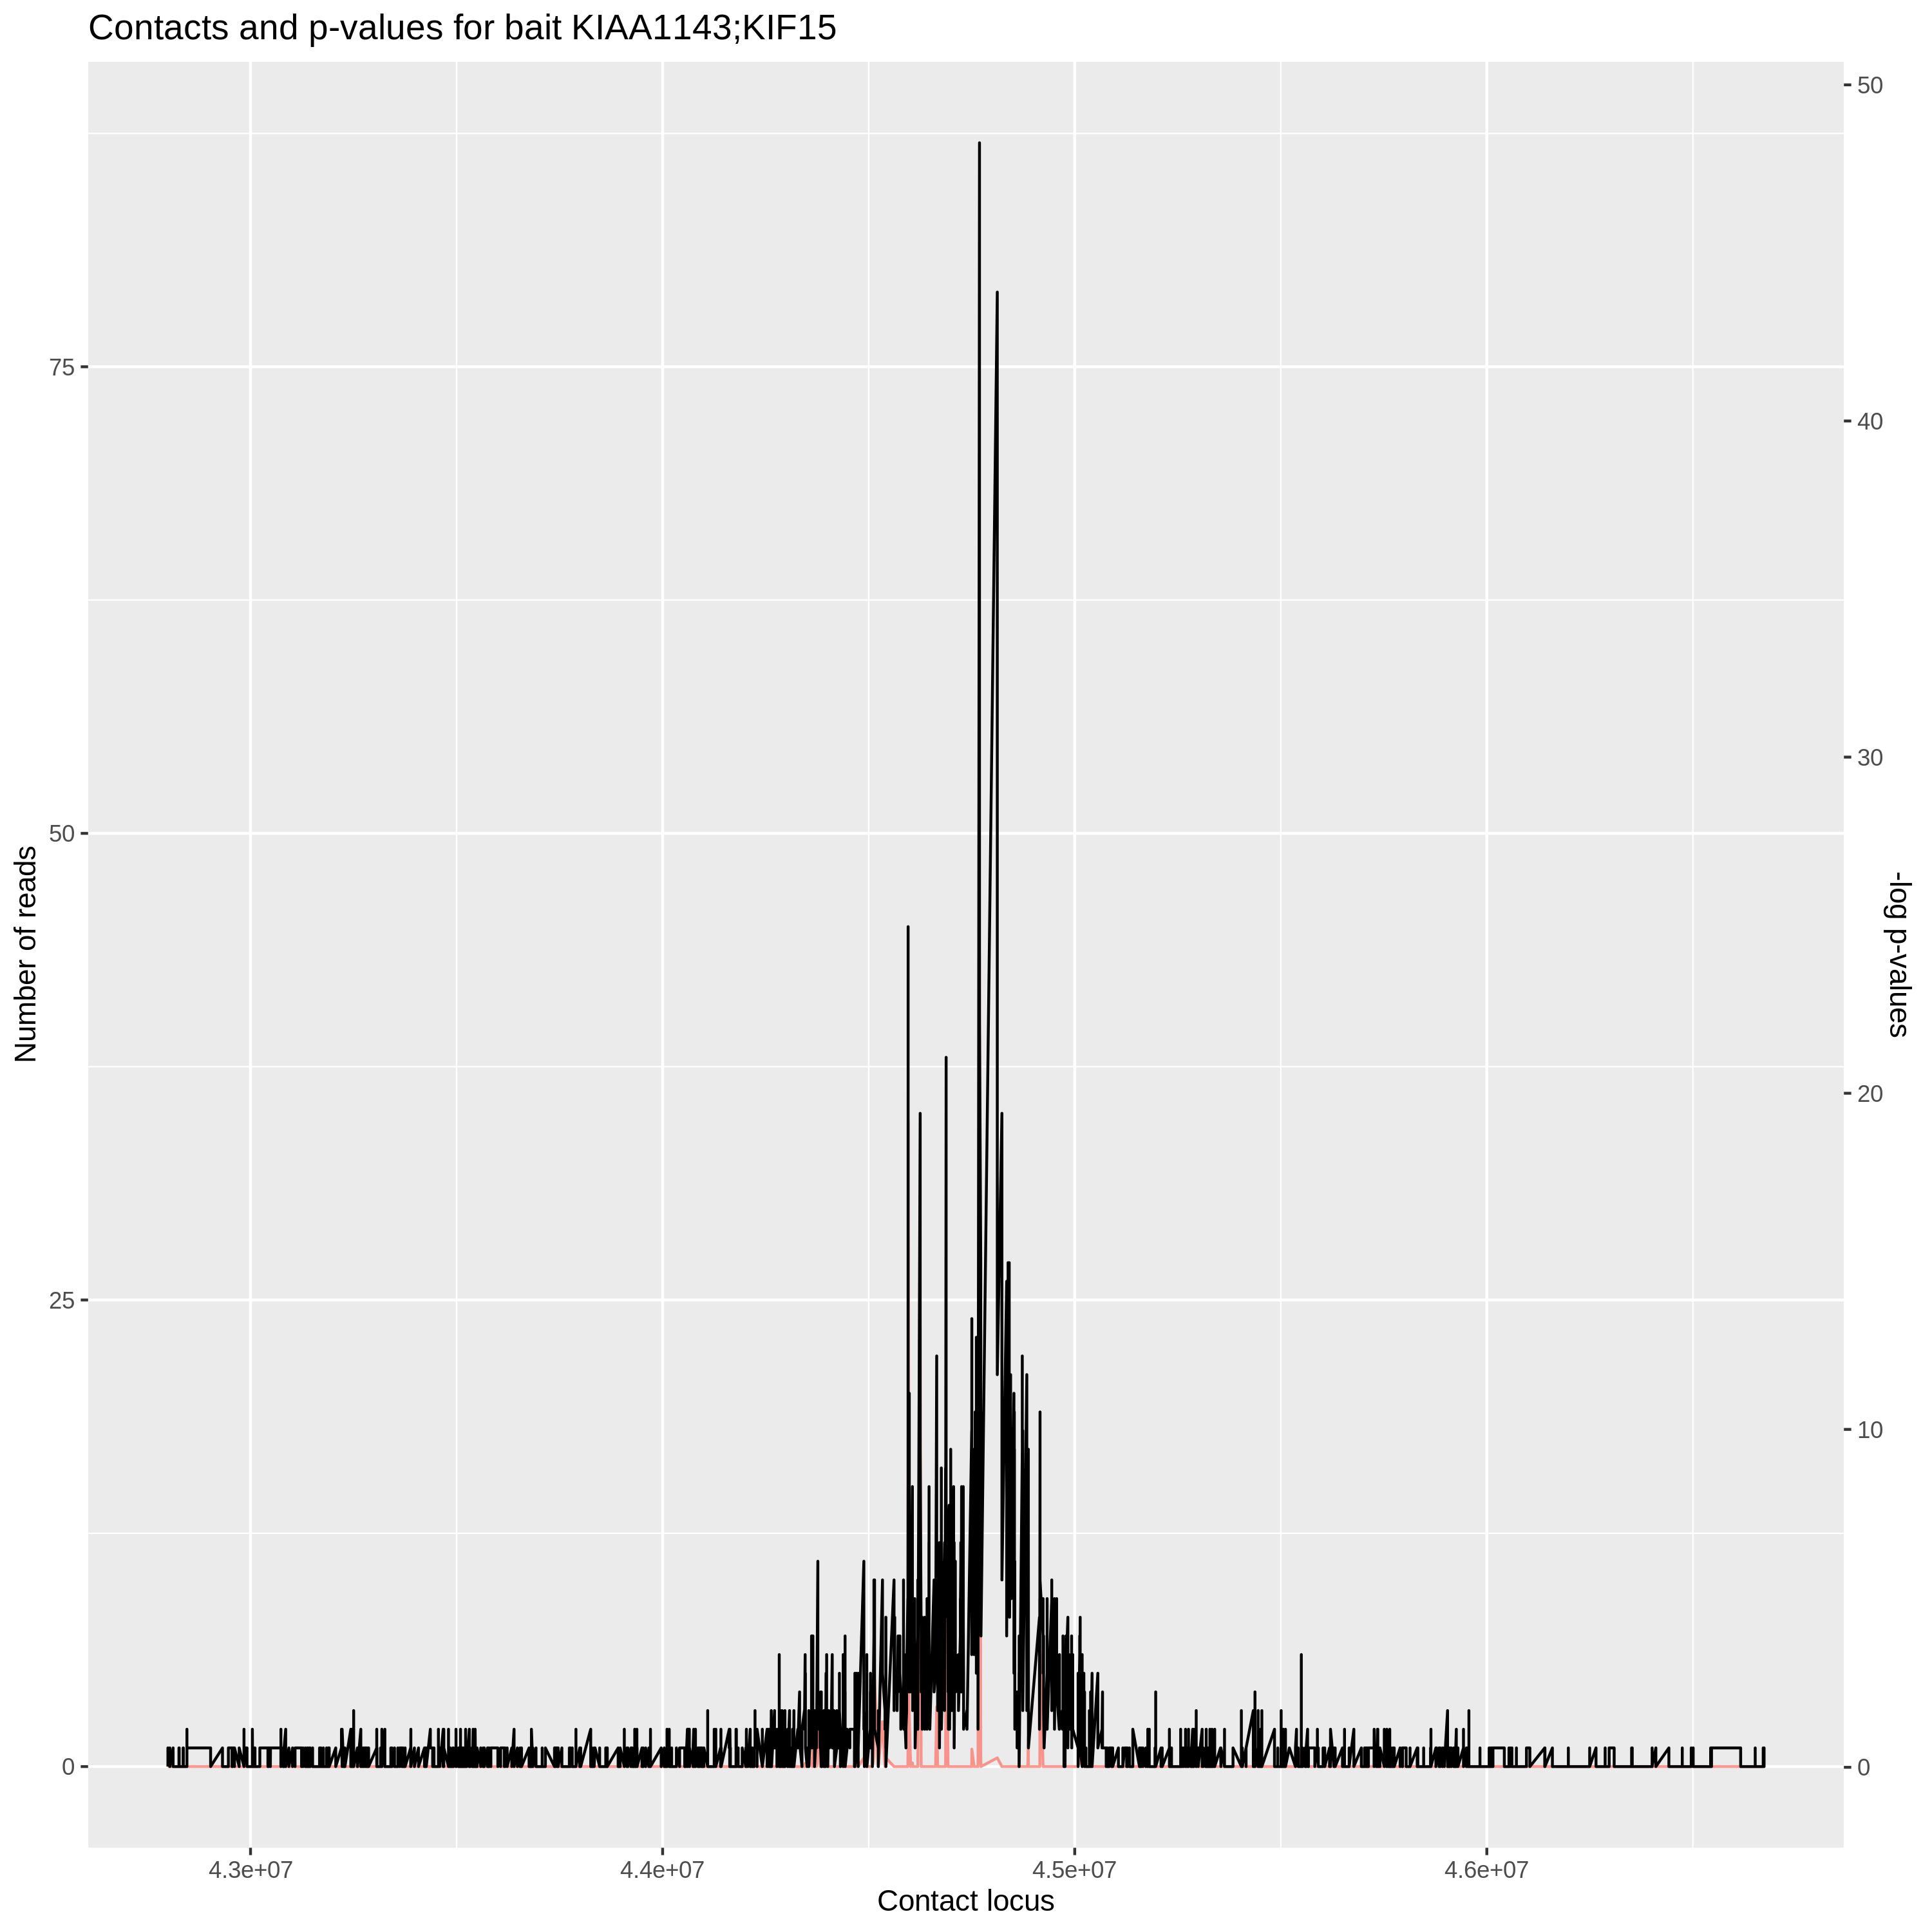 Contacts and p-values for bait KIAA1143;KIF15
Number of reads
75
50
25
0
50
40
30
20
10
0
-log p-values
4.3e+07
4.4e+07
4.5e+07
4.6e+07
Contact locus